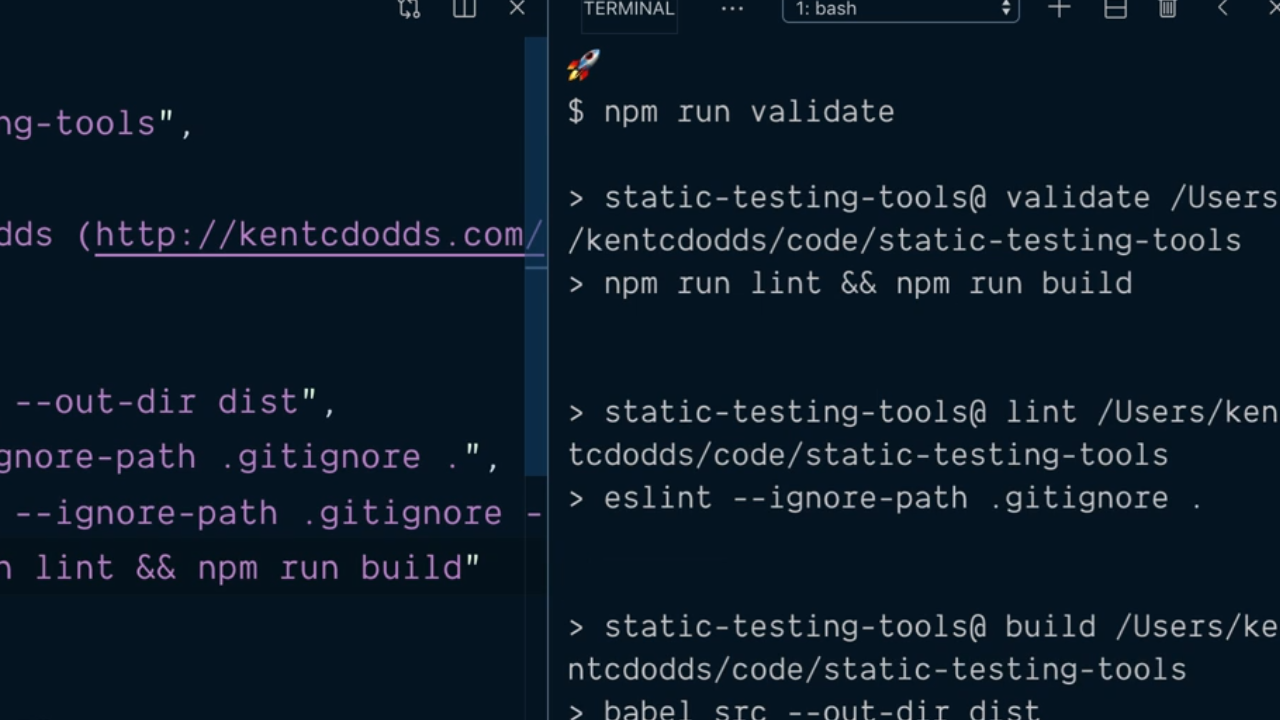 ng-tools",
dds (http://kentcdodds.com/
--out-dir dist",
gnore-path .gitignore .",
--ignore-path .gitignore -
n lint && npm run build"
TERMINAL ... 1: bash
$ npm run validate
> static-testing-tools@ validate /Users
/kentcdodds/code/static-testing-tools
> npm run lint && npm run build
> static-testing-tools@ lint /Users/ken
tcdodds/code/static-testing-tools
> eslint --ignore-path .gitignore .
> static-testing-tools@ build /Users/ke
ntcdodds/code/static-testing-tools
> babel src --out-dir dist